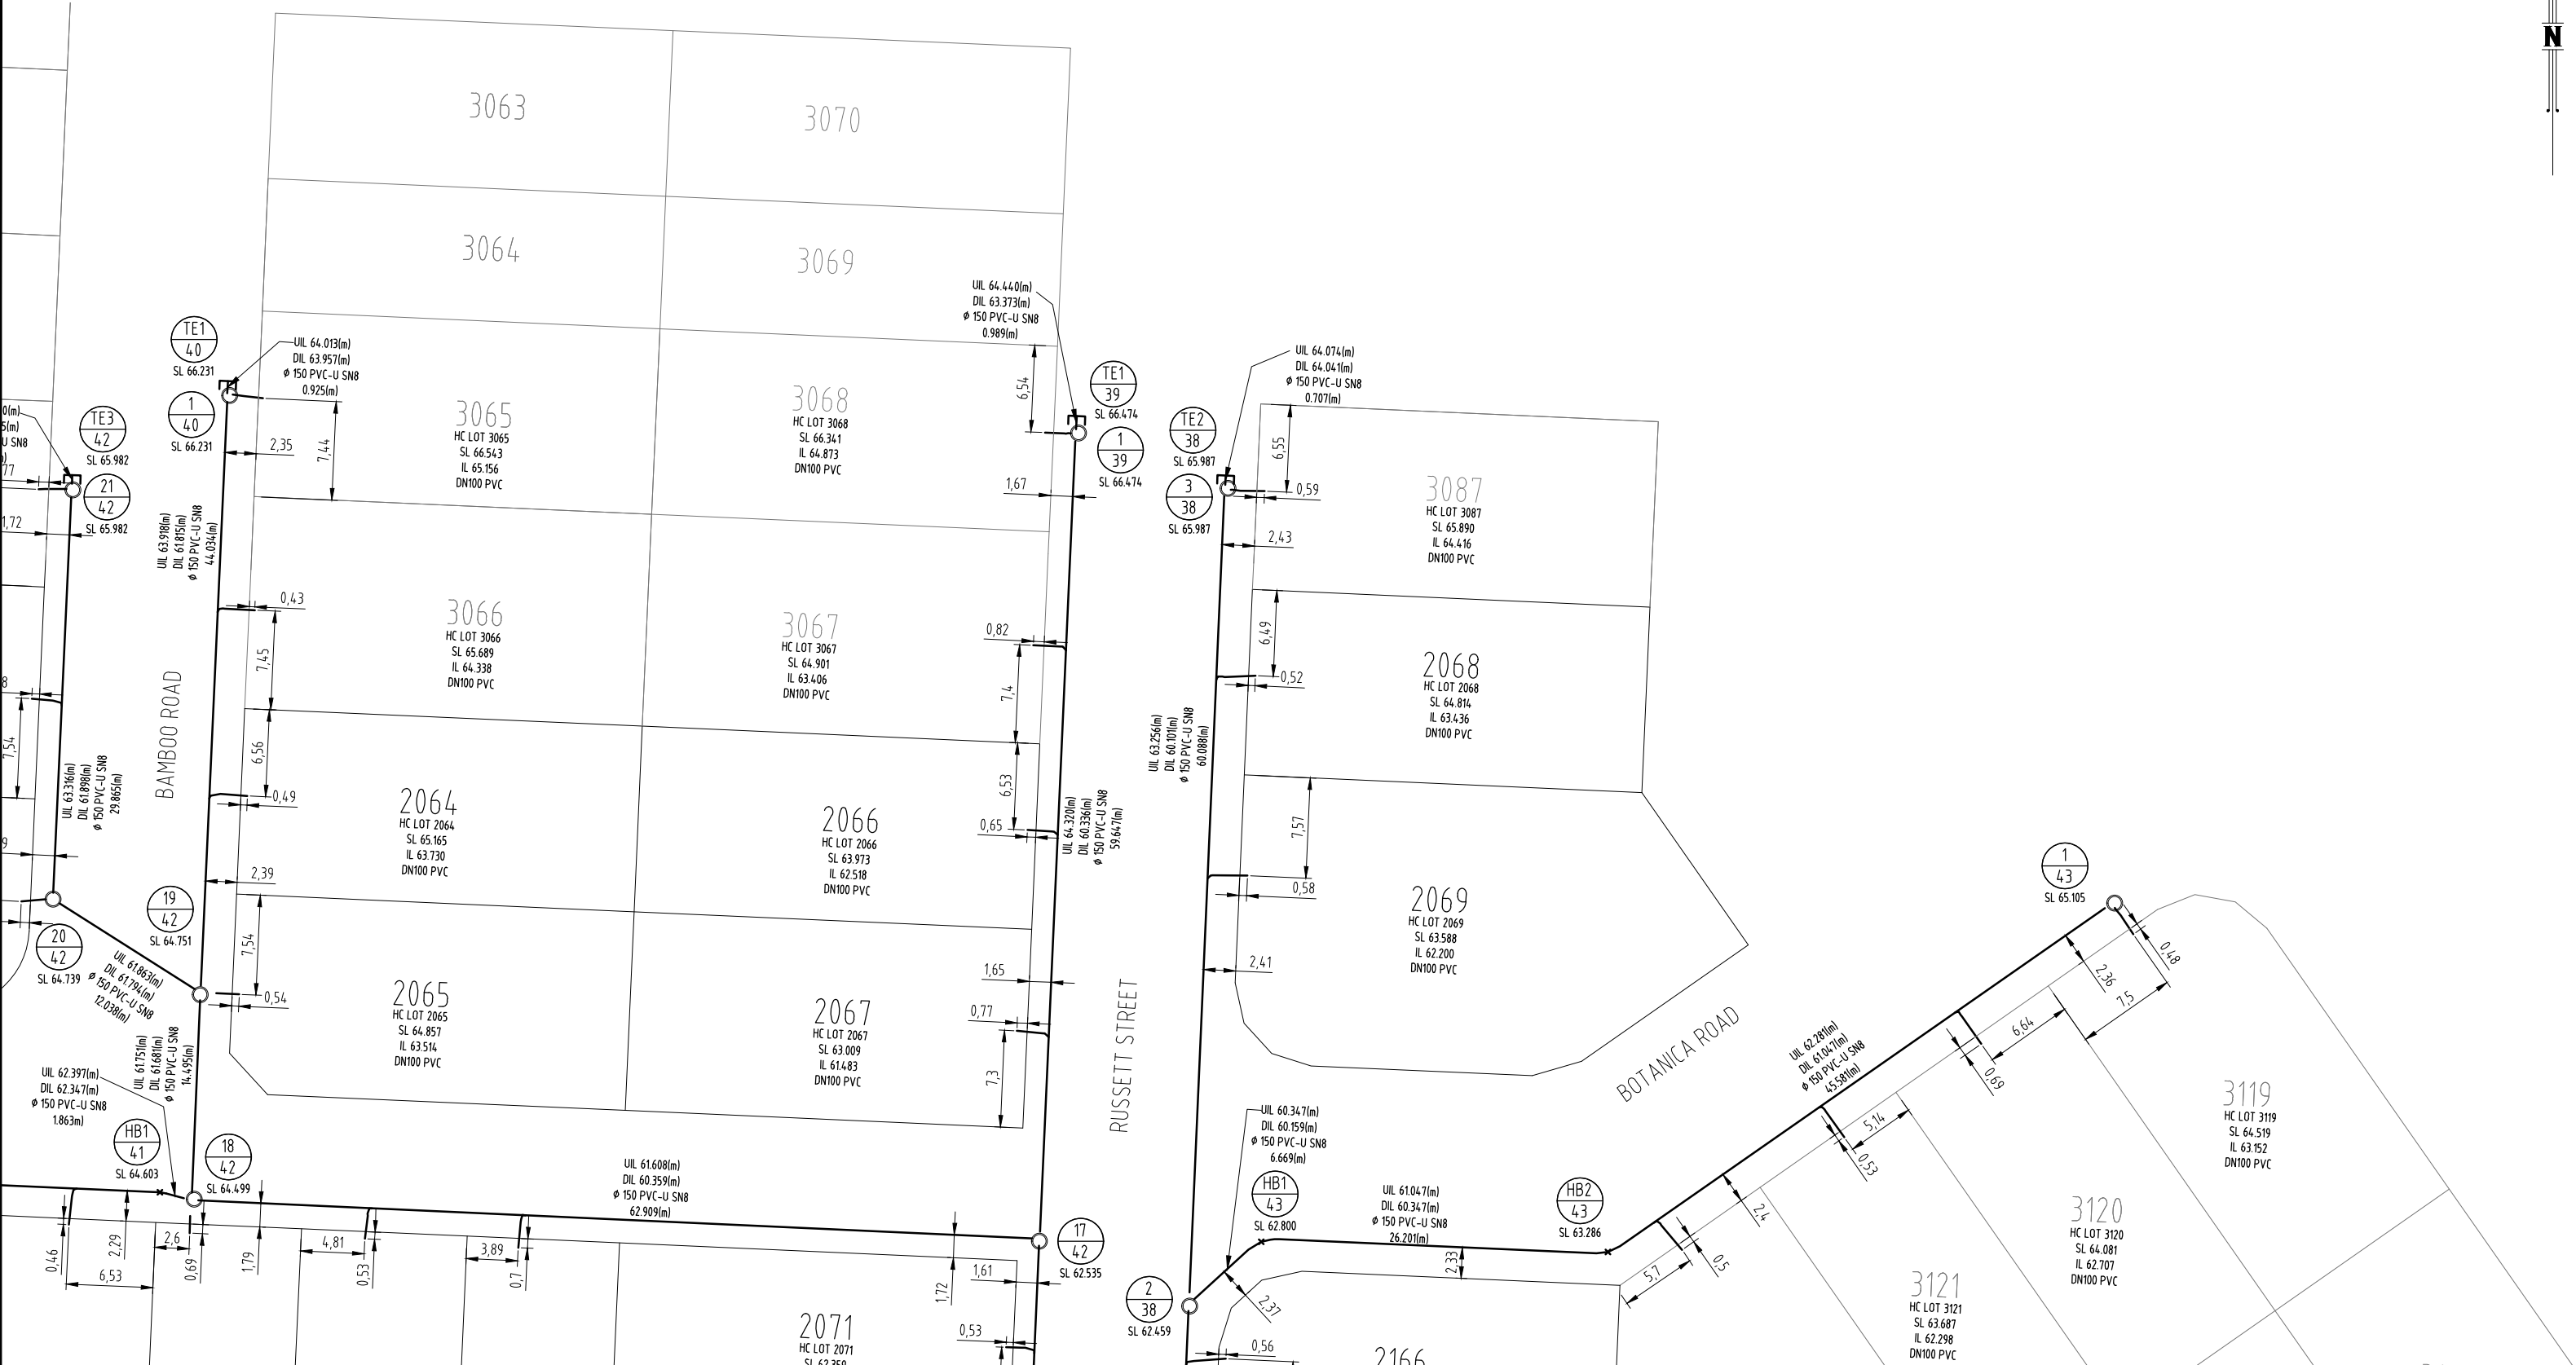 N
3063
3070
3064
3069
UIL 64.440(m)
DIL 63.373(m)
ϕ 150 PVC-U SN8
0.989(m)
TE1
40
SL 66.231
UIL 64.013(m)
DIL 63.957(m)
ϕ 150 PVC-U SN8
0.925(m)
1
40
SL 66.231
2,35
7,44
3065
HC LOT 3065
SL 66.543
IL 65.156
DN100 PVC
3068
HC LOT 3068
SL 66.341
IL 64.873
DN100 PVC
6,54
1,67
TE1
39
SL 66.474
1
39
SL 66.474
TE2
38
SL 65.987
3
38
SL 65.987
UIL 64.074(m)
DIL 64.041(m)
ϕ 150 PVC-U SN8
0.707(m)
6,55
0,59
2,43
3087
HC LOT 3087
SL 65.890
IL 64.416
DN100 PVC
0(m)
5(m)
U SN8
)
77
TE3
42
SL 65.982
21
42
SL 65.982
1,72
UIL 63.918(m)
DIL 61.815(m)
ϕ 150 PVC-U SN8
44.034(m)
0,43
7,45
3066
HC LOT 3066
SL 65.689
IL 64.338
DN100 PVC
3067
HC LOT 3067
SL 64.901
IL 63.406
DN100 PVC
0,82
7,4
6,49
0,52
2068
HC LOT 2068
SL 64.814
IL 63.436
DN100 PVC
8
7,54
BAMBOO ROAD
UIL 63.316(m)
DIL 61.898(m)
ϕ 150 PVC-U SN8
29.865(m)
6,56
0,49
2064
HC LOT 2064
SL 65.165
IL 63.730
DN100 PVC
2066
HC LOT 2066
SL 63.973
IL 62.518
DN100 PVC
6,53
0,65
UIL 64.320(m)
DIL 60.336(m)
ϕ 150 PVC-U SN8
59.647(m)
UIL 63.256(m)
DIL 60.101(m)
ϕ 150 PVC-U SN8
60.088(m)
7,57
0,58
2069
HC LOT 2069
SL 63.588
IL 62.200
DN100 PVC
2,41
9
2,39
19
42
SL 64.751
20
42
SL 64.739
UIL 61.863(m)
DIL 61.794(m)
ϕ 150 PVC-U SN8
12.038(m)
7,54
0,54
2065
HC LOT 2065
SL 64.857
IL 63.514
DN100 PVC
2067
HC LOT 2067
SL 63.009
IL 61.483
DN100 PVC
1,65
0,77
7,3
RUSSETT STREET
BOTANICA ROAD
1
43
SL 65.105
0,48
2,36
7,5
6,64
0,69
UIL 62.281(m)
DIL 61.047(m)
ϕ 150 PVC-U SN8
45.581(m)
5,14
0,53
2,4
0,5
5,7
3119
HC LOT 3119
SL 64.519
IL 63.152
DN100 PVC
3120
HC LOT 3120
SL 64.081
IL 62.707
DN100 PVC
3121
HC LOT 3121
SL 63.687
IL 62.298
DN100 PVC
UIL 61.751(m)
DIL 61.681(m)
ϕ 150 PVC-U SN8
14.495(m)
UIL 62.397(m)
DIL 62.347(m)
ϕ 150 PVC-U SN8
1.863m)
HB1
41
SL 64.603
18
42
SL 64.499
UIL 61.608(m)
DIL 60.359(m)
ϕ 150 PVC-U SN8
62.909(m)
17
42
SL 62.535
UIL 60.347(m)
DIL 60.159(m)
ϕ 150 PVC-U SN8
6.669(m)
HB1
43
SL 62.800
UIL 61.047(m)
DIL 60.347(m)
ϕ 150 PVC-U SN8
26.201(m)
HB2
43
SL 63.286
2,33
2
38
SL 62.459
2,37
0,46
6,53
2,29
2,6
0,69
1,79
4,81
0,53
3,89
0,7
1,72
1,61
0,53
2071
HC LOT 2071
SL 62.359
0,56
2166